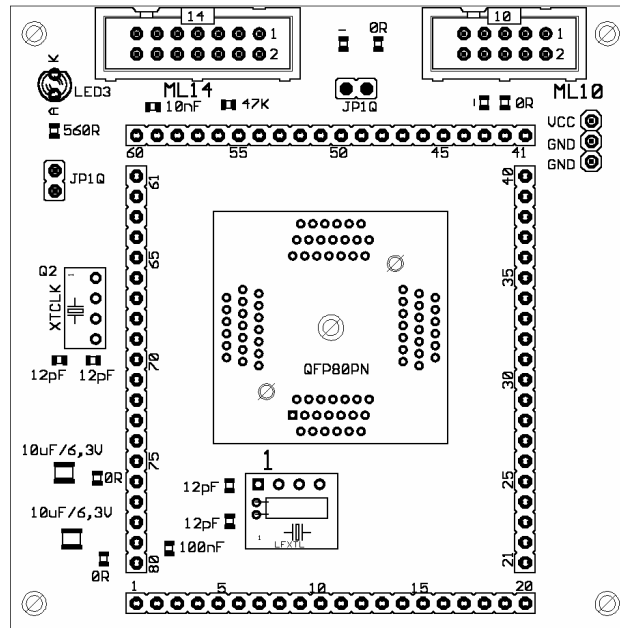 14
1
2
10
1
2
-
0R
K
LED3
A
ML14
10nF
47K
JP1Q
-
0R
ML10
560R
VCC
GND
GND
60
55
50
45
41
JP1Q
61
40
65
35
Q2
XTCLK
70
30
12pF
12pF
QFP80PN
10uF/6,3V
0R
75
25
1
12pF
10uF/6,3V
12pF
100nF
LFXTL
1
0R
80
21
1
5
10
15
20